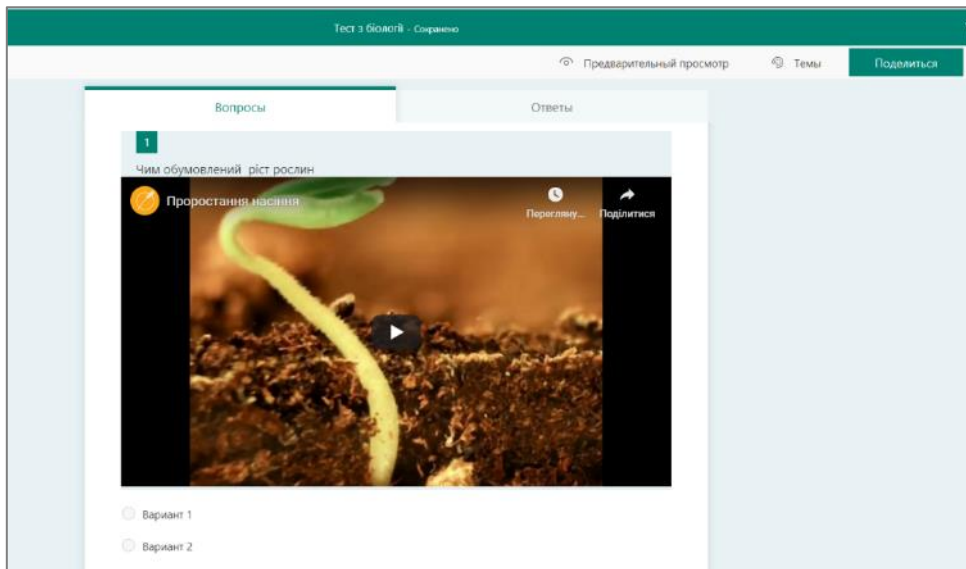 Тест з біології - Сохранено
Предварительный просмотр Темы Поделиться
Вопросы Ответы
1
Чим обумовлений ріст рослин
Проростання насіння
Перегляну... Поділитися
Вариант 1
Вариант 2